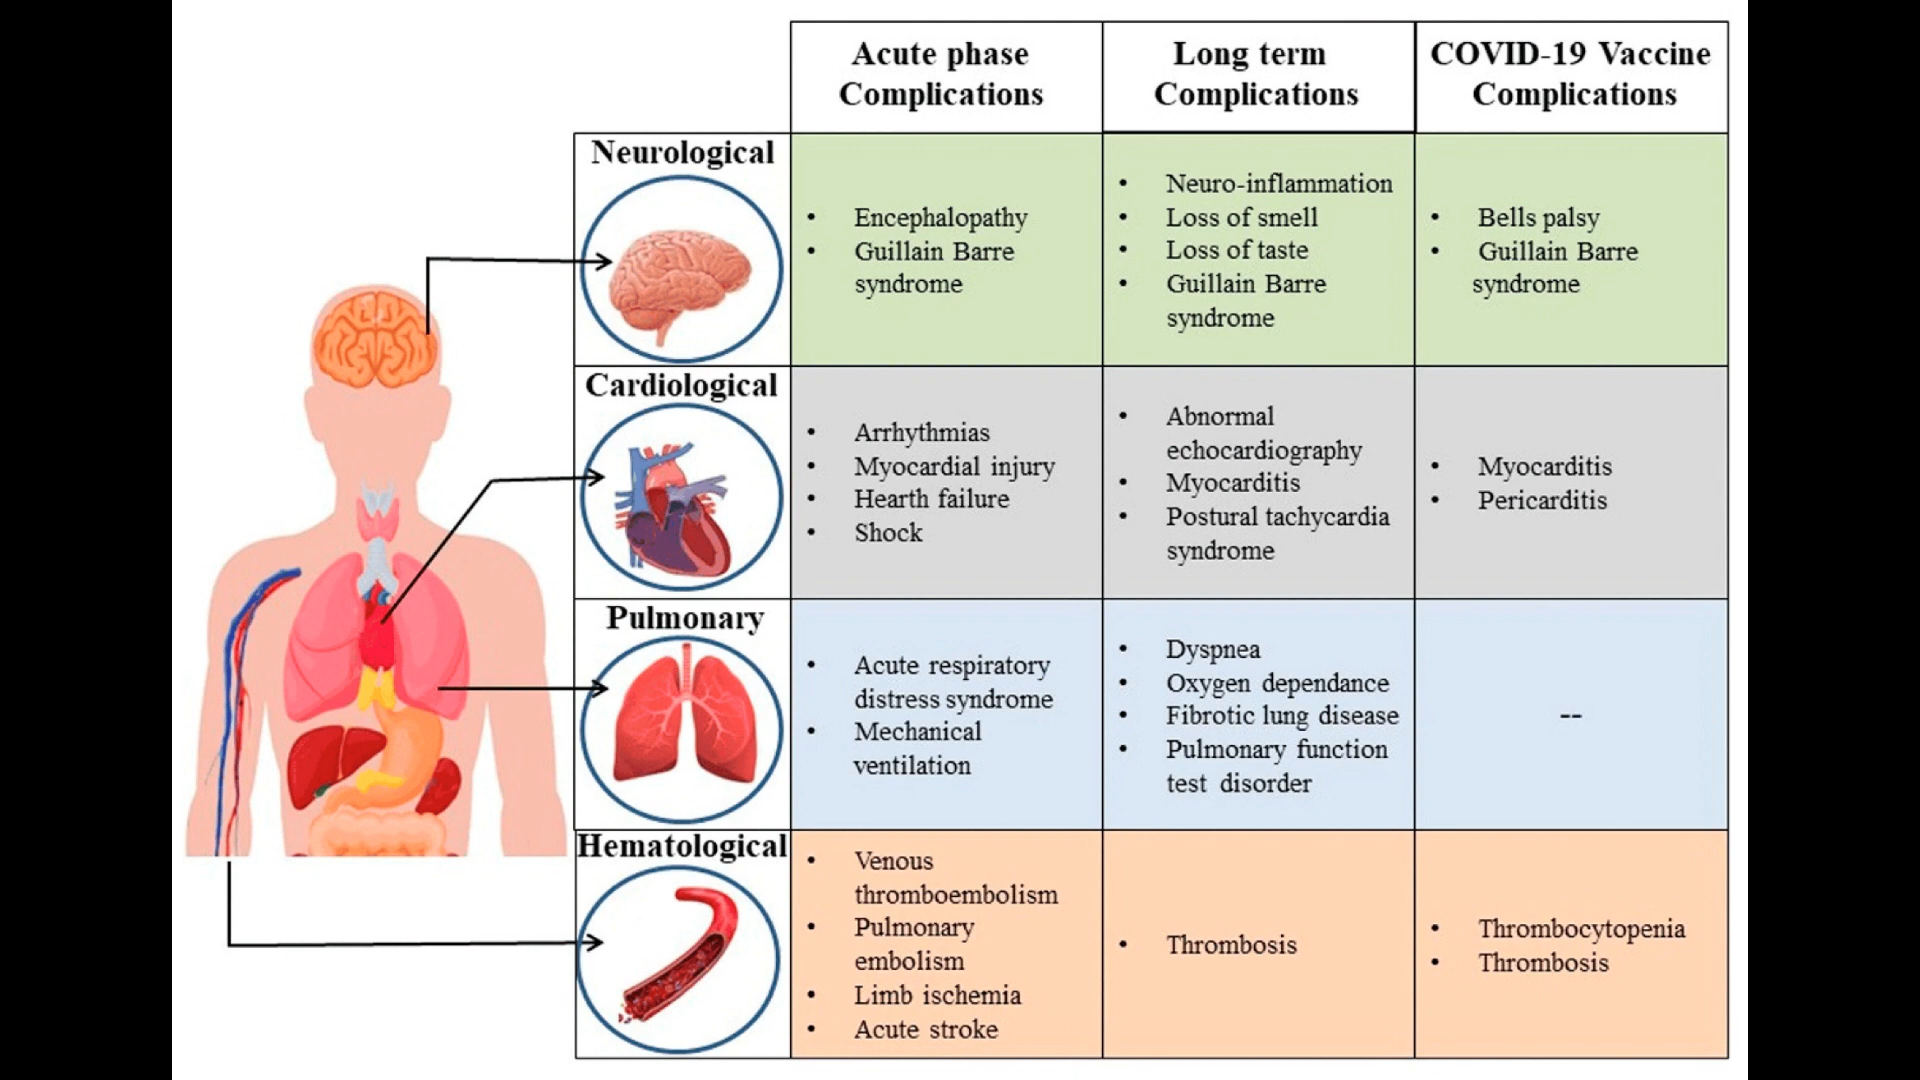 Acute phase
Complications
Long term
Complications
COVID-19 Vaccine
Complications
Neurological
• Encephalopathy
• Guillain Barre
syndrome
• Neuro-inflammation
• Loss of smell
• Loss of taste
• Guillain Barre
syndrome
• Bells palsy
• Guillain Barre
syndrome
Cardiological
• Arrhythmias
• Myocardial injury
• Hearth failure
• Shock
• Abnormal
echocardiography
• Myocarditis
• Postural tachycardia
syndrome
• Myocarditis
• Pericarditis
Pulmonary
• Acute respiratory
distress syndrome
• Mechanical
ventilation
• Dyspnea
• Oxygen dependance
• Fibrotic lung disease
• Pulmonary function
test disorder
--
Hematological
• Venous
thromboembolism
• Pulmonary
embolism
• Limb ischemia
• Acute stroke
• Thrombosis
• Thrombocytopenia
• Thrombosis